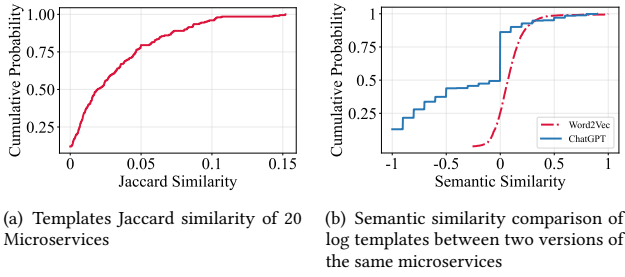 Cumulative Probability
1.00
0.75
0.50
0.25
0
0.05
0.1
0.15
Jaccard Similarity
(a) Templates Jaccard similarity of 20
Microservices
Cumulative Probability
1
0.75
0.5
0.25
Word2Vec
ChatGPT
-1
-0.5
0
0.5
1
Semantic Similarity
(b) Semantic similarity comparison of
log templates between two versions of
the same microservices